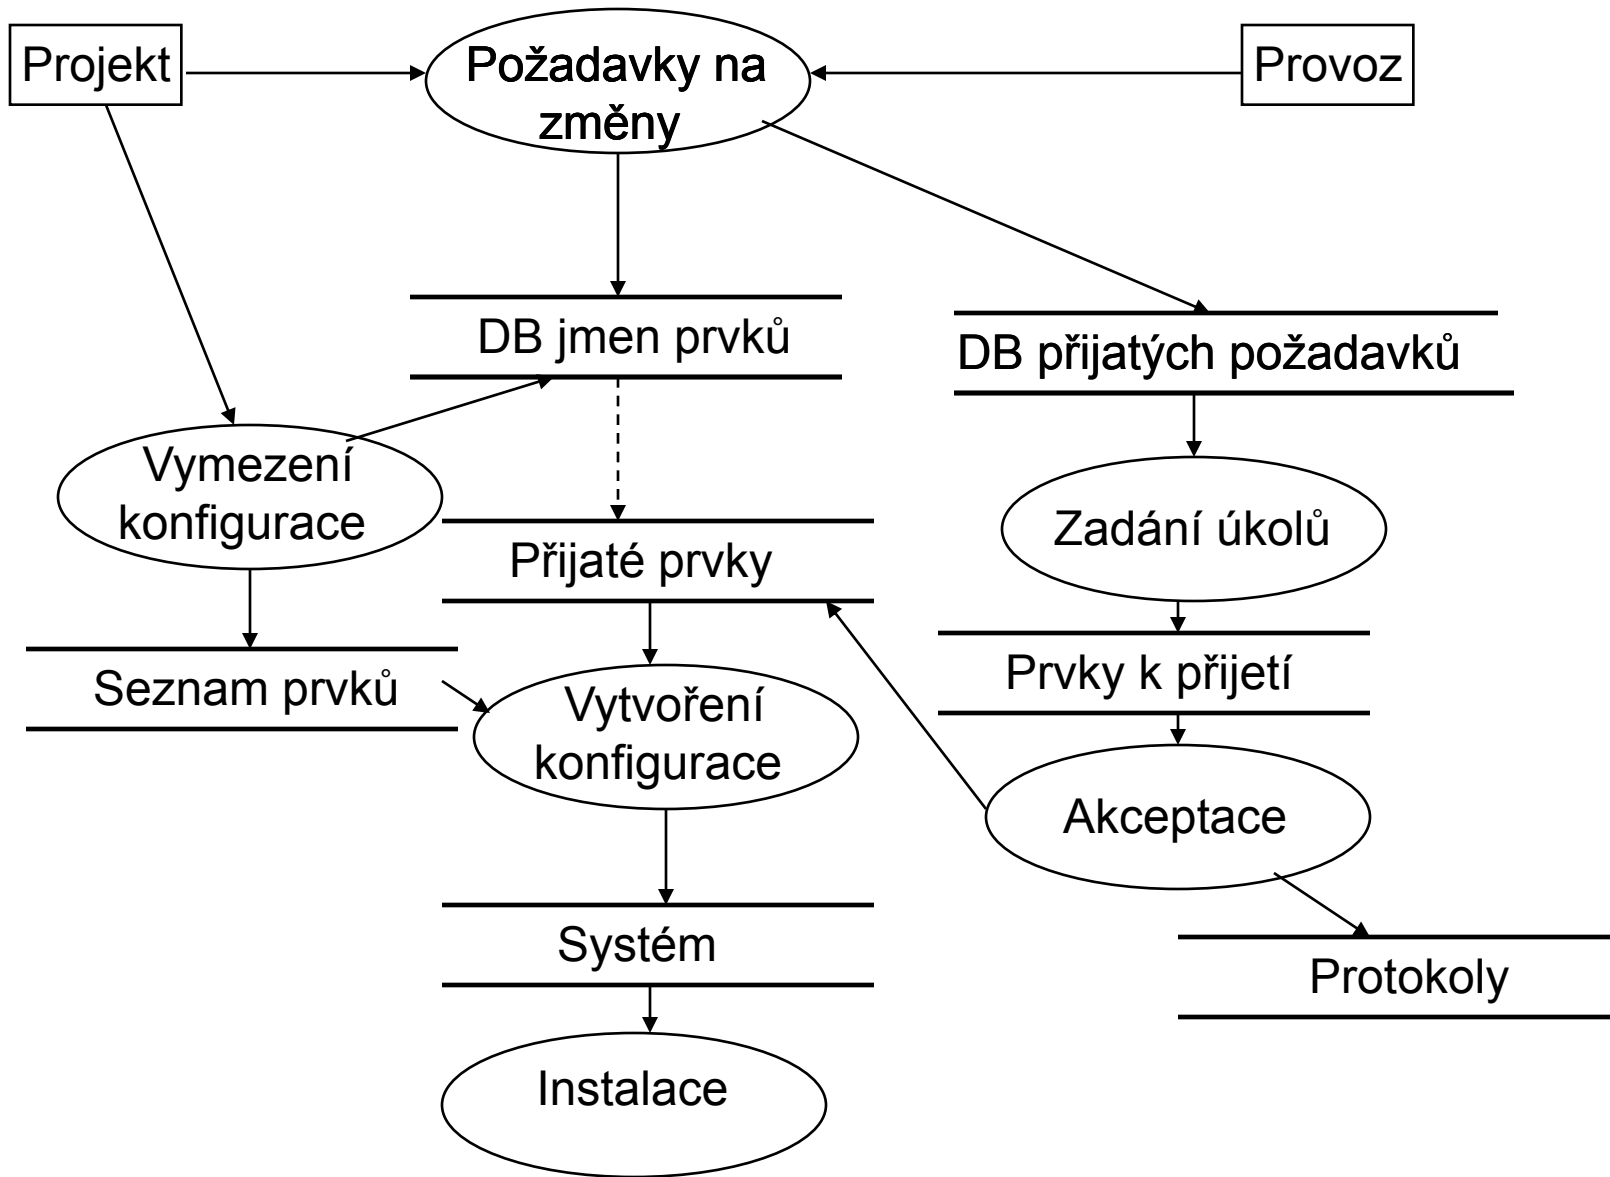 Projekt
Požadavky na
změny
Provoz
DB jmen prvků
DB přijatých požadavků
Vymezení
konfigurace
Zadání úkolů
Přijaté prvky
Seznam prvků
Prvky k přijetí
Vytvoření
konfigurace
Akceptace
Systém
Protokoly
Instalace